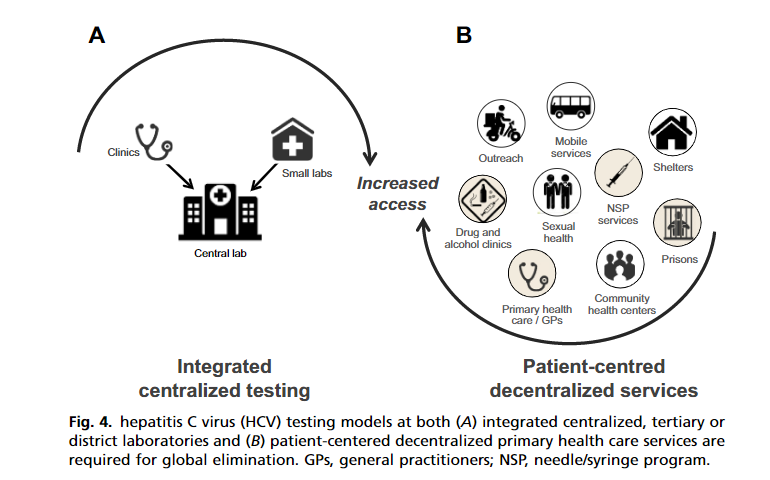 A
Clinics
Small labs
Central lab
Increased
access
Integrated
centralized testing
B
Outreach
Mobile
services
Shelters
Drug and
alcohol clinics
Sexual
health
NSP
services
Prisons
Primary health
care / GPs
Community
health centers
Patient-centred
decentralized services
Fig. 4. hepatitis C virus (HCV) testing models at both (A) integrated centralized, tertiary or
district laboratories and (B) patient-centered decentralized primary health care services are
required for global elimination. GPs, general practitioners; NSP, needle/syringe program.